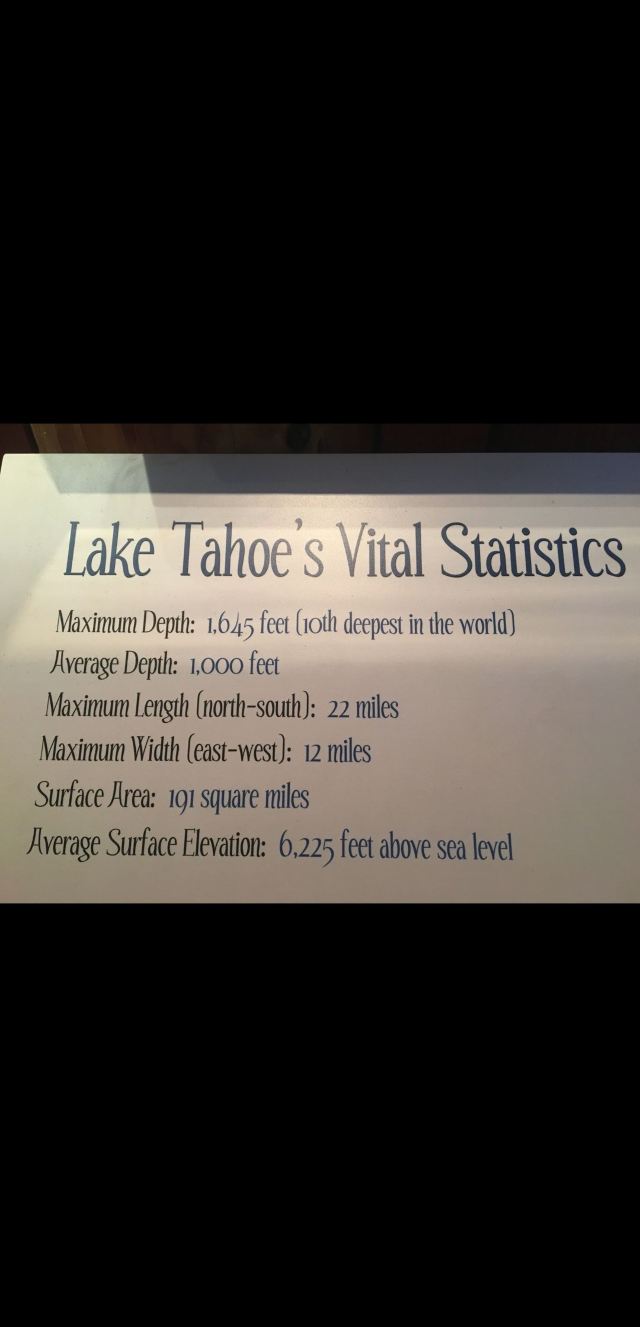 Lake Tahoe's Vital Statistics
Maximum Depth: 1,645 feet (10th deepest in the world)
Average Depth: 1,000 feet
Maximum Length (north-south): 22 miles
Maximum Width (east-west): 12 miles
Surface Area: 191 square miles
Average Surface Elevation: 6,225 feet above sea level